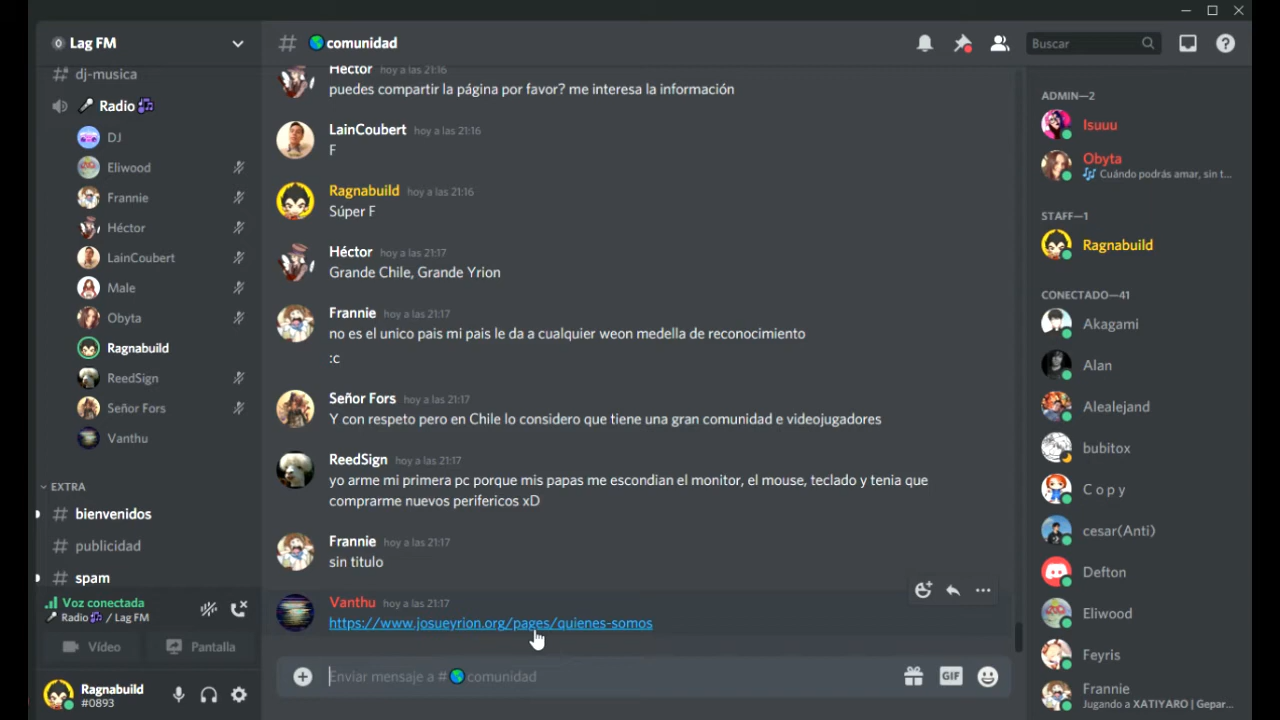 Lag FM
dj-musica
Radio
DJ
Eliwood
Frannie
Héctor
LainCoubert
Male
Obyta
Ragnabuild
ReedSign
Señor Fors
Vanthu
EXTRA
bienvenidos
publicidad
spam
Voz conectada
Radio / Lag FM
Vídeo
Pantalla
Ragnabuild
#0893
comunidad
Buscar
Héctor hoy a las 21:16
puedes compartir la página por favor? me interesa la información
LainCoubert hoy a las 21:16
F
Ragnabuild hoy a las 21:16
Súper F
Héctor hoy a las 21:17
Grande Chile, Grande Yrion
Frannie hoy a las 21:17
no es el unico pais mi pais le da a cualquier weon medella de reconocimiento
:c
Señor Fors hoy a las 21:17
Y con respeto pero en Chile lo considero que tiene una gran comunidad e videojugadores
ReedSign hoy a las 21:17
yo arme mi primera pc porque mis papas me escondian el monitor, el mouse, teclado y tenia que
comprarme nuevos perifericos xD
Frannie hoy a las 21:17
sin titulo
Vanthu hoy a las 21:17
https://www.josueyrion.org/pages/quienes-somos
Enviar mensaje a # comunidad
GIF
ADMIN—2
Isuuu
Obyta
Cuándo podrás amar, sin t...
STAFF—1
Ragnabuild
CONECTADO—41
Akagami
Alan
Alealejand
bubitox
C o p y
cesar(Anti)
Defton
Eliwood
Feyris
Frannie
Jugando a XATIYARO | Gepar...